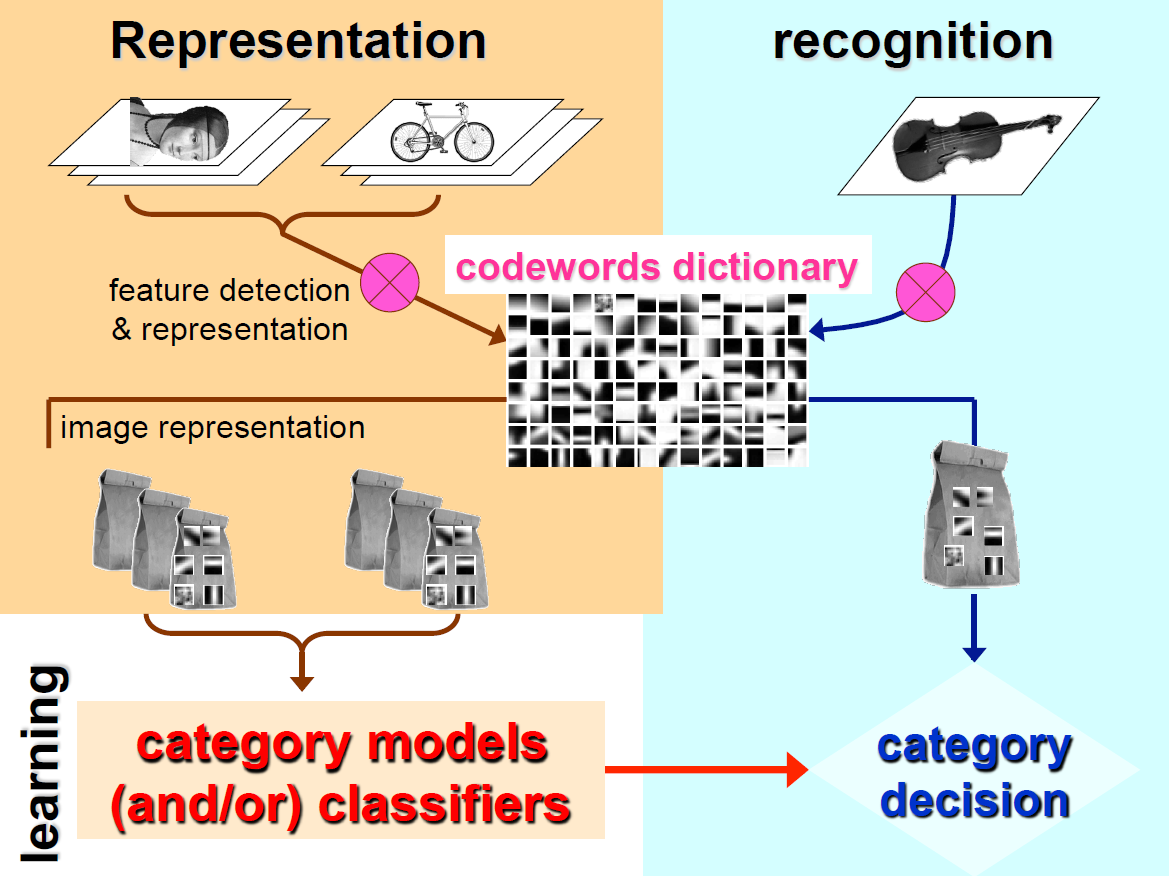 Representation
recognition
codewords dictionary
feature detection
& representation
image representation
learning
category models
(and/or) classifiers
category
decision